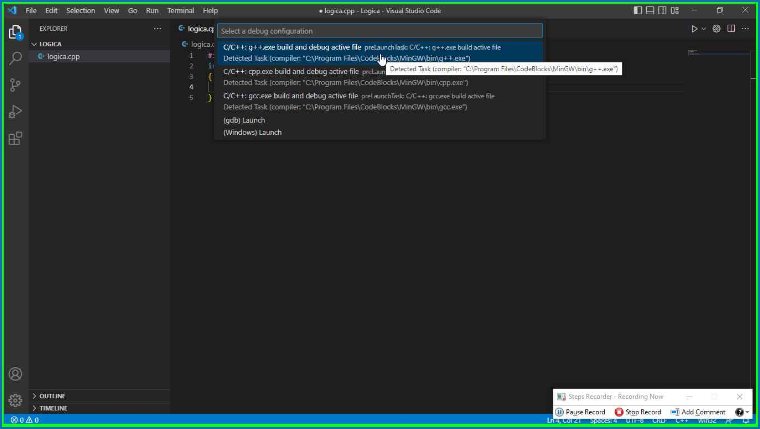 File Edit Selection View Go Run Terminal Help
● logica.cpp - Logica - Visual Studio Code
EXPLORER
LOGICA
logica.cpp
1
OUTLINE
TIMELINE
Select a debug configuration
C/C++: g++.exe build and debug active file preLaunchTask: C/C++: g++.exe build active file
Detected Task (compiler: "C:\Program Files\CodeBlocks\MinGW\bin\g++.exe")
Detected Task (compiler: "C:\Program Files\CodeBlocks\MinGW\bin\g++.exe")
C/C++: cpp.exe build and debug active file
Detected Task (compiler: "C:\Program Files\CodeBlocks\MinGW\bin\cpp.exe")
C/C++: gcc.exe build and debug active file preLaunchTask: C/C++: gcc.exe build active file
Detected Task (compiler: "C:\Program Files\CodeBlocks\MinGW\bin\gcc.exe")
(gdb) Launch
(Windows) Launch
1 #
2
3 {
4
5 }
Steps Recorder - Recording Now
Pause Record Stop Record Add Comment
0 0
Ln 4, Col 21 Spaces: 4 UTF-8 CRLF C++ Win32